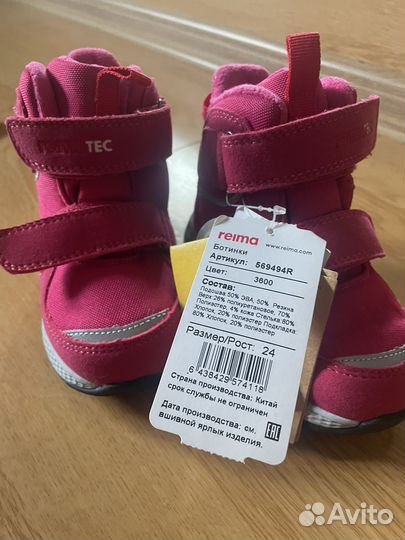 TEC
reima
www.reima.com
Ботинки
Артикул: 569494R
Цвет: 3600
Состав:
Подошва:50% ЭВА, 50% Резина
Верх:26% полиуретановое, 70%
Полиэстер, 4% кожа Стелька:80%
Хлопок, 20% полиэстер Подкладка:
80% Хлопок, 20% полиэстер
Размер/Рост: 24
6 438429 574118
Страна производства: Китай
срок службы не ограничен
Дата производства: см.
вшивной ярлык изделия.
EAC
Avito